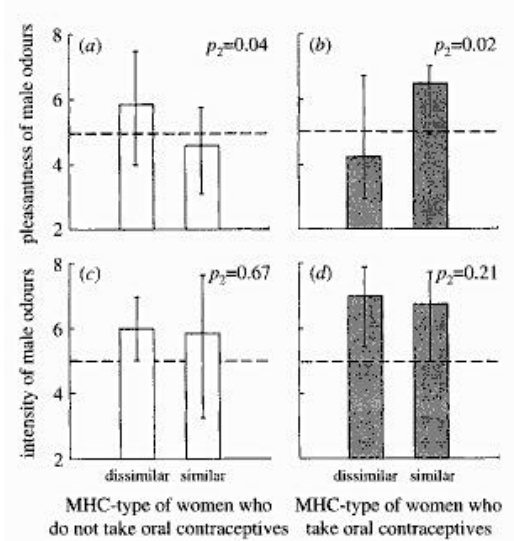 (a) p₂=0.04 (b) p₂=0.02
pleasantness of male odours
8
6
4
2
(c) p₂=0.67 (d) p₂=0.21
intensity of male odours
8
6
4
2
dissimilar similar dissimilar similar
MHC-type of women who
do not take oral contraceptives
MHC-type of women who
take oral contraceptives